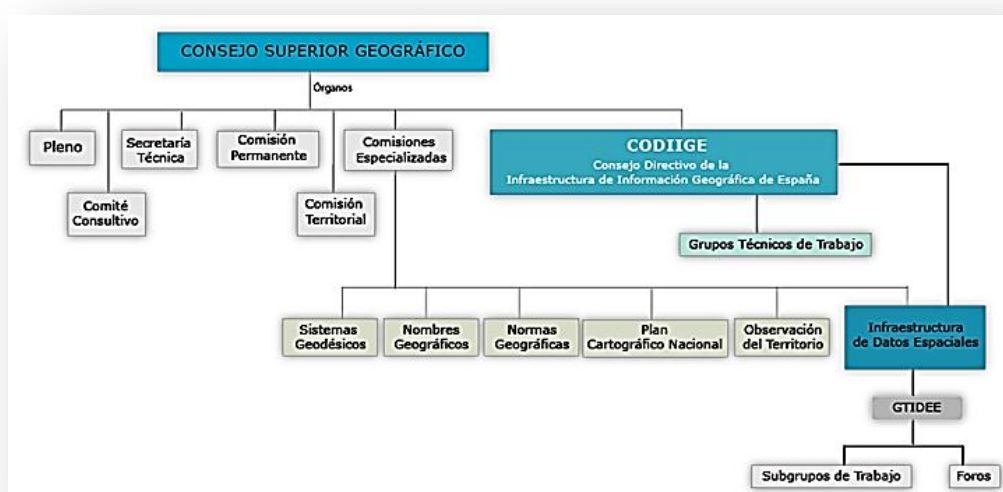 CONSEJO SUPERIOR GEOGRÁFICO
Órganos
Pleno
Secretaría
Técnica
Comisión
Permanente
Comisiones
Especializadas
CODIIGE
Consejo Directivo de la
Infraestructura de Información Geográfica de España
Comité
Consultivo
Comisión
Territorial
Grupos Técnicos de Trabajo
Sistemas
Geodésicos
Nombres
Geográficos
Normas
Geográficas
Plan
Cartográfico Nacional
Observación
del Territorio
Infraestructura
de Datos Espaciales
GTIDEE
Subgrupos de Trabajo
Foros